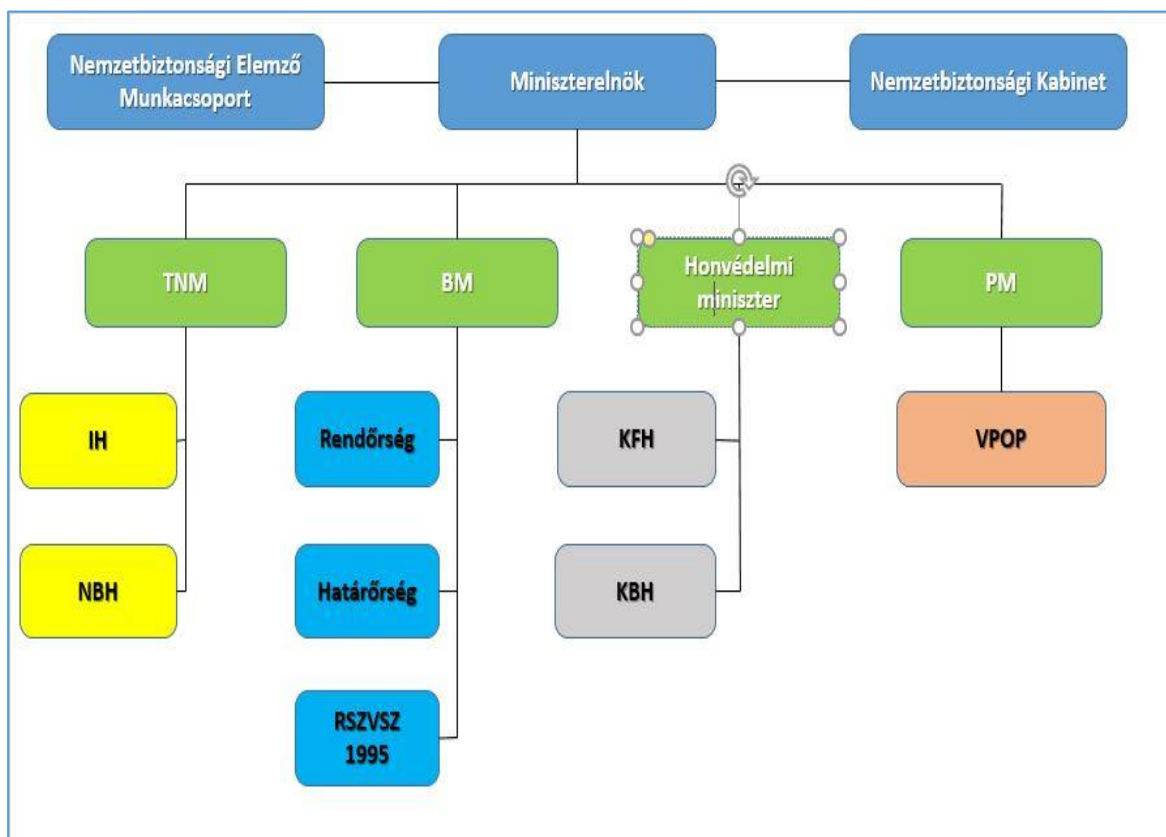 Nemzetbiztonsági Elemző
Munkacsoport
Miniszterelnök
Nemzetbiztonsági Kabinet
TNM
BM
Honvédelmi
miniszter
PM
IH
Rendőrség
KFH
VPOP
NBH
Határőrség
KBH
RSZVSZ
1995